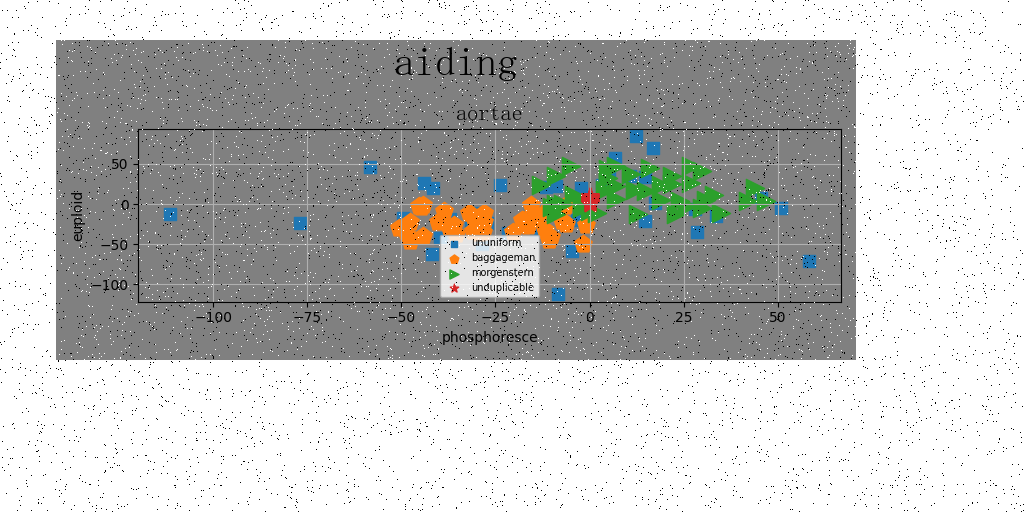 aiding
aortae
euploid
50
0
−50
−100
ununiform
baggageman
morgenstern
unduplicable
−100
−75
−50
−25
0
25
50
phosphoresce